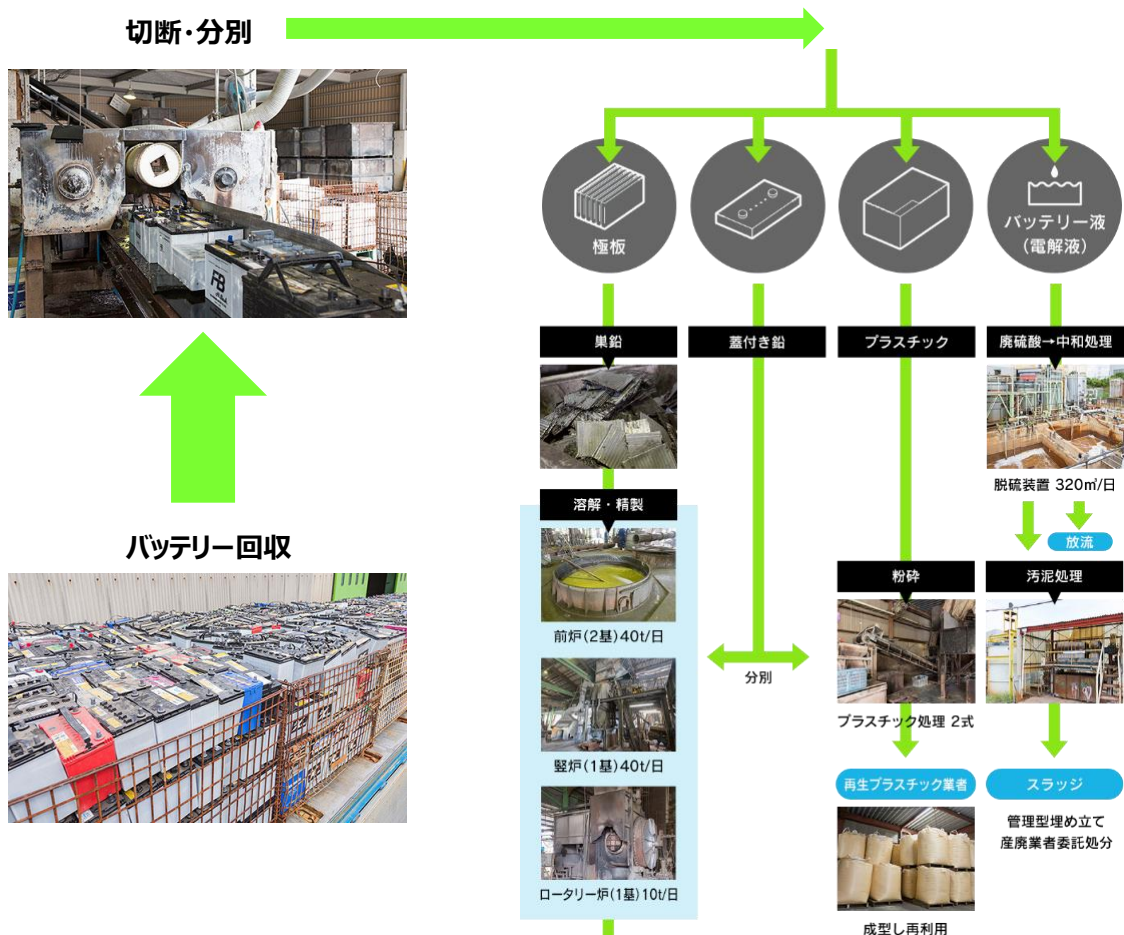 切断・分別
バッテリー回収
極板
バッテリー液
(電解液)
巣鉛
蓋付き鉛
プラスチック
廃硫酸→中和処理
脱硫装置 320㎥/日
放流
溶解・精製
前炉(2基)40t/日
竪炉(1基)40t/日
ロータリー炉(1基)10t/日
分別
粉砕
プラスチック処理 2式
再生プラスチック業者
成型し再利用
汚泥処理
スラッジ
管理型埋め立て
産廃業者委託処分
FB